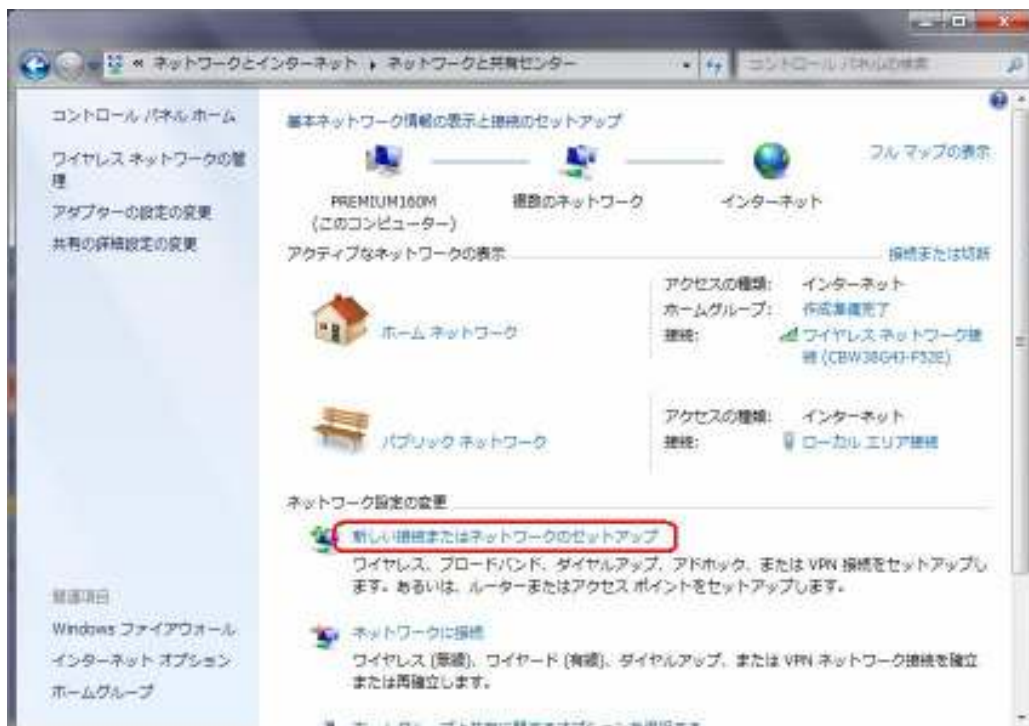 « ネットワークとインターネット ▸ ネットワークと共有センター
コントロール パネルの検索
コントロール パネル ホーム
ワイヤレス ネットワークの管
理
アダプターの設定の変更
共有の詳細設定の変更
関連項目
Windows ファイアウォール
インターネット オプション
ホームグループ
基本ネットワーク情報の表示と接続のセットアップ
フル マップの表示
PREMIUM160M
(このコンピューター)
複数のネットワーク
インターネット
アクティブなネットワークの表示
接続または切断
ホーム ネットワーク
アクセスの種類: インターネット
ホームグループ: 作成準備完了
接続: ワイヤレス ネットワーク接
続 (CBW38G4J-F52E)
パブリック ネットワーク
アクセスの種類: インターネット
接続: ローカル エリア接続
ネットワーク設定の変更
新しい接続またはネットワークのセットアップ
ワイヤレス、ブロードバンド、ダイヤルアップ、アドホック、または VPN 接続をセットアップし
ます。あるいは、ルーターまたはアクセス ポイントをセットアップします。
ネットワークに接続
ワイヤレス (無線)、ワイヤード (有線)、ダイヤルアップ、または VPN ネットワーク接続を確立
または再確立します。